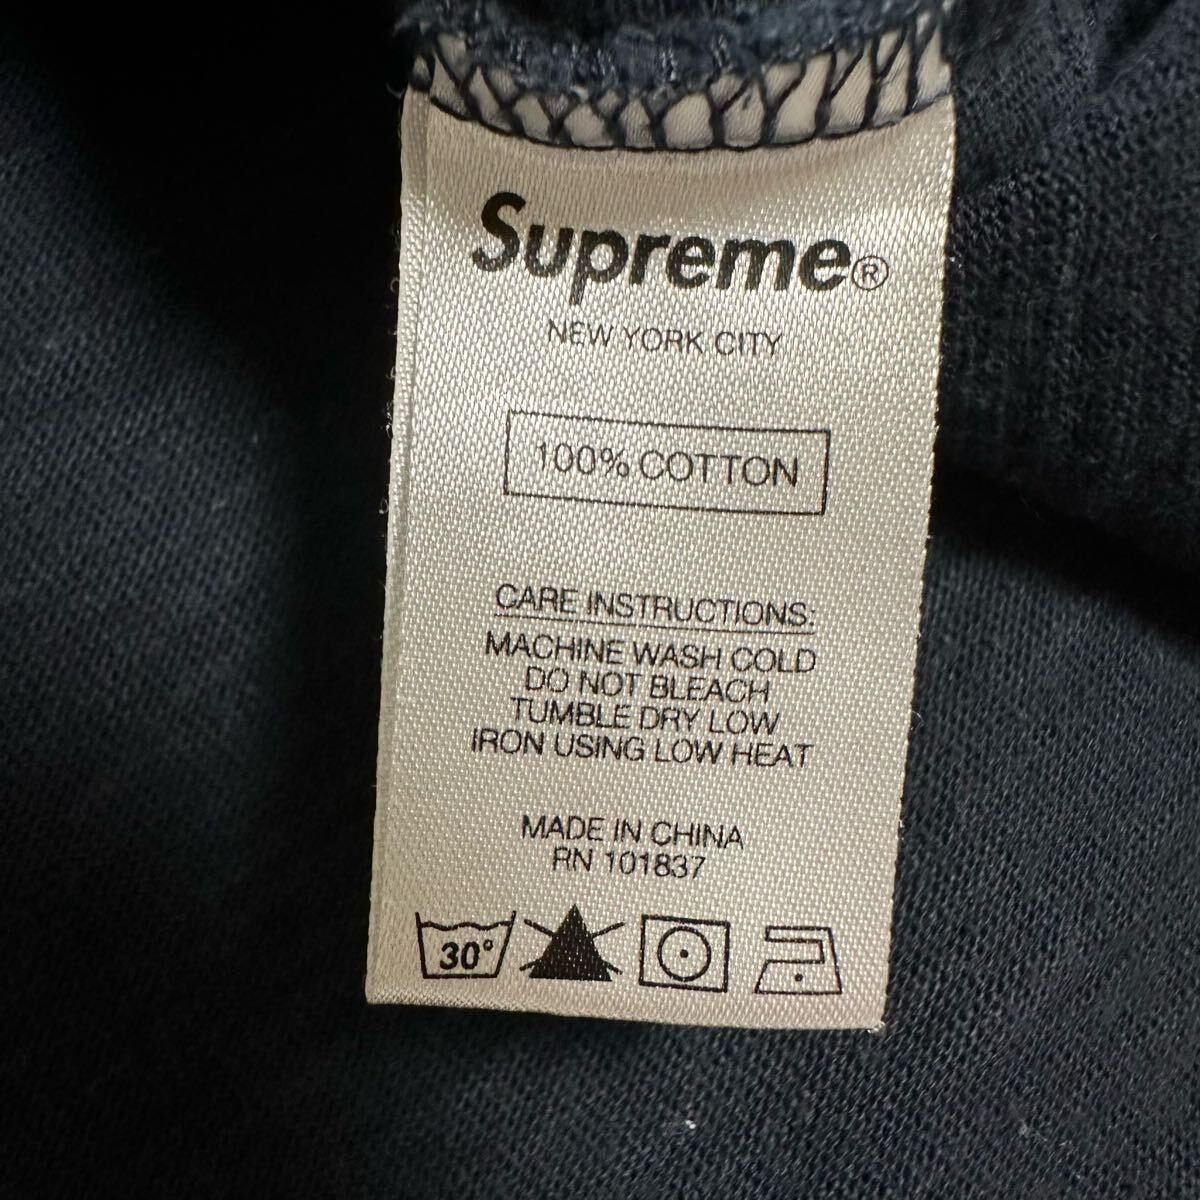 Supreme®
NEW YORK CITY
100% COTTON
CARE INSTRUCTIONS:
MACHINE WASH COLD
DO NOT BLEACH
TUMBLE DRY LOW
IRON USING LOW HEAT
MADE IN CHINA
RN 101837
30°